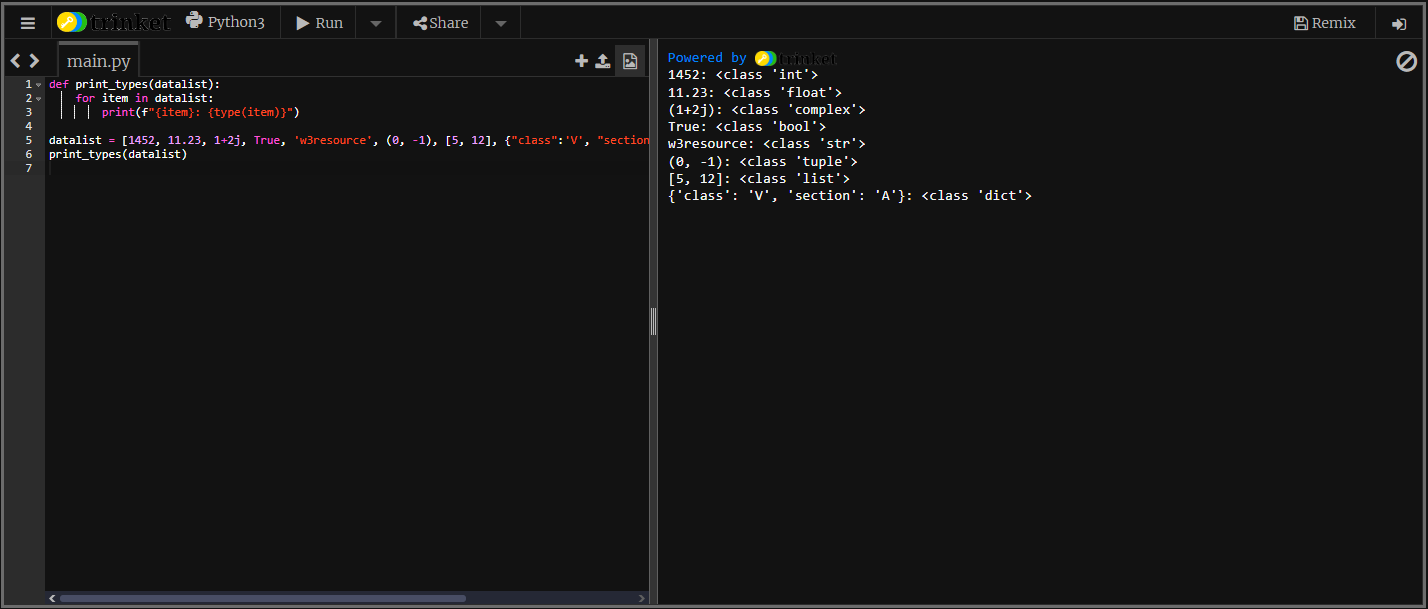 trinket Python3 Run Share Remix
main.py
1 def print_types(datalist):
2 for item in datalist:
3 print(f"{item}: {type(item)}")
4
5 datalist = [1452, 11.23, 1+2j, True, 'w3resource', (0, -1), [5, 12], {"class":'V', "section
6 print_types(datalist)
7
Powered by trinket
1452: <class 'int'>
11.23: <class 'float'>
(1+2j): <class 'complex'>
True: <class 'bool'>
w3resource: <class 'str'>
(0, -1): <class 'tuple'>
[5, 12]: <class 'list'>
{'class': 'V', 'section': 'A'}: <class 'dict'>